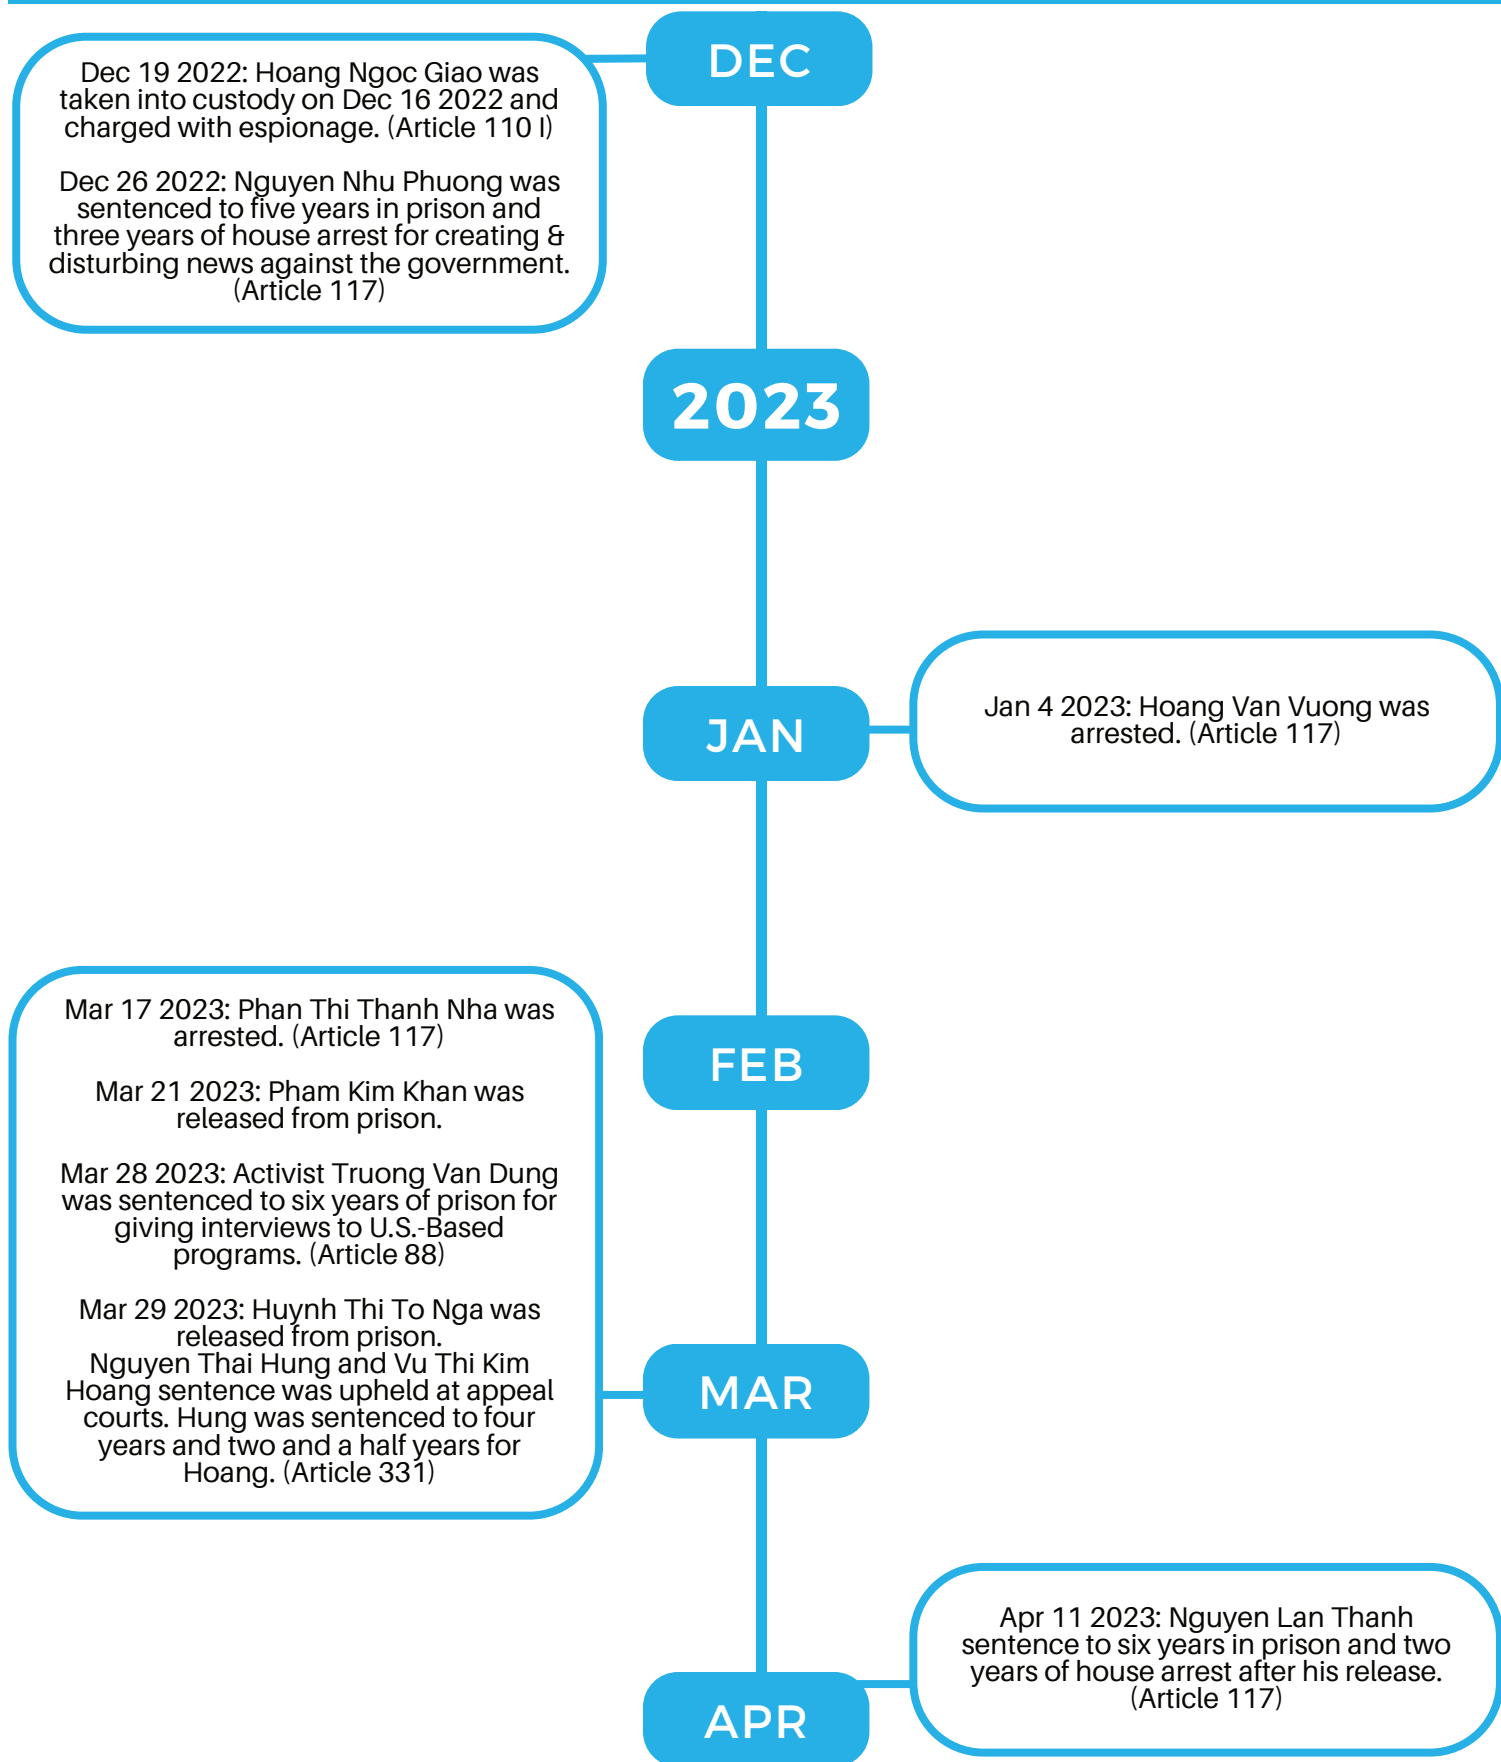 DEC
Dec 19 2022: Hoang Ngoc Giao was
taken into custody on Dec 16 2022 and
charged with espionage. (Article 110 I)
Dec 26 2022: Nguyen Nhu Phuong was
sentenced to five years in prison and
three years of house arrest for creating &
disturbing news against the government.
(Article 117)
2023
JAN
Jan 4 2023: Hoang Van Vuong was
arrested. (Article 117)
FEB
Mar 17 2023: Phan Thi Thanh Nha was
arrested. (Article 117)
Mar 21 2023: Pham Kim Khan was
released from prison.
Mar 28 2023: Activist Truong Van Dung
was sentenced to six years of prison for
giving interviews to U.S.-Based
programs. (Article 88)
Mar 29 2023: Huynh Thi To Nga was
released from prison.
Nguyen Thai Hung and Vu Thi Kim
Hoang sentence was upheld at appeal
courts. Hung was sentenced to four
years and two and a half years for
Hoang. (Article 331)
MAR
Apr 11 2023: Nguyen Lan Thanh
sentence to six years in prison and two
years of house arrest after his release.
(Article 117)
APR